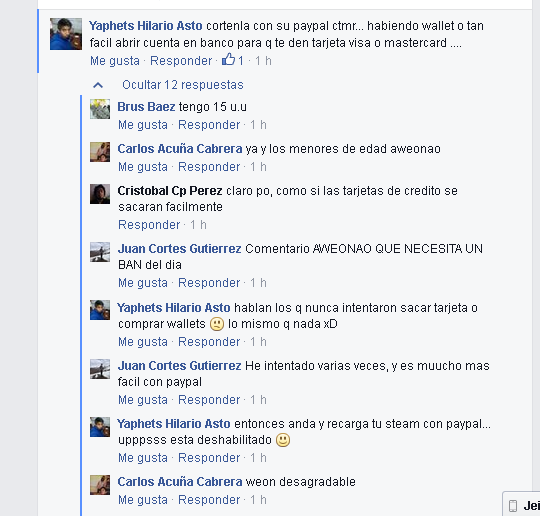 Yaphets Hilario Asto cortenla con su paypal ctmr... habiendo wallet o tan
facil abrir cuenta en banco para q te den tarjeta visa o mastercard ....
Me gusta · Responder · 1 · 1 h
Ocultar 12 respuestas
Brus Baez tengo 15 u.u
Me gusta · Responder · 1 h
Carlos Acuña Cabrera ya y los menores de edad aweonao
Me gusta · Responder · 1 h
Cristobal Cp Perez claro po, como si las tarjetas de credito se
sacaran facilmente
Responder · 1 h
Juan Cortes Gutierrez Comentario AWEONAO QUE NECESITA UN
BAN del dia
Me gusta · Responder · 1 h
Yaphets Hilario Asto hablan los q nunca intentaron sacar tarjeta o
comprar wallets lo mismo q nada xD
Me gusta · Responder · 1 h
Juan Cortes Gutierrez He intentado varias veces, y es muucho mas
facil con paypal
Me gusta · Responder · 1 h
Yaphets Hilario Asto entonces anda y recarga tu steam con paypal...
upppsss esta deshabilitado
Me gusta · Responder · 1 h
Carlos Acuña Cabrera weon desagradable
Me gusta · Responder · 1 h
Jei